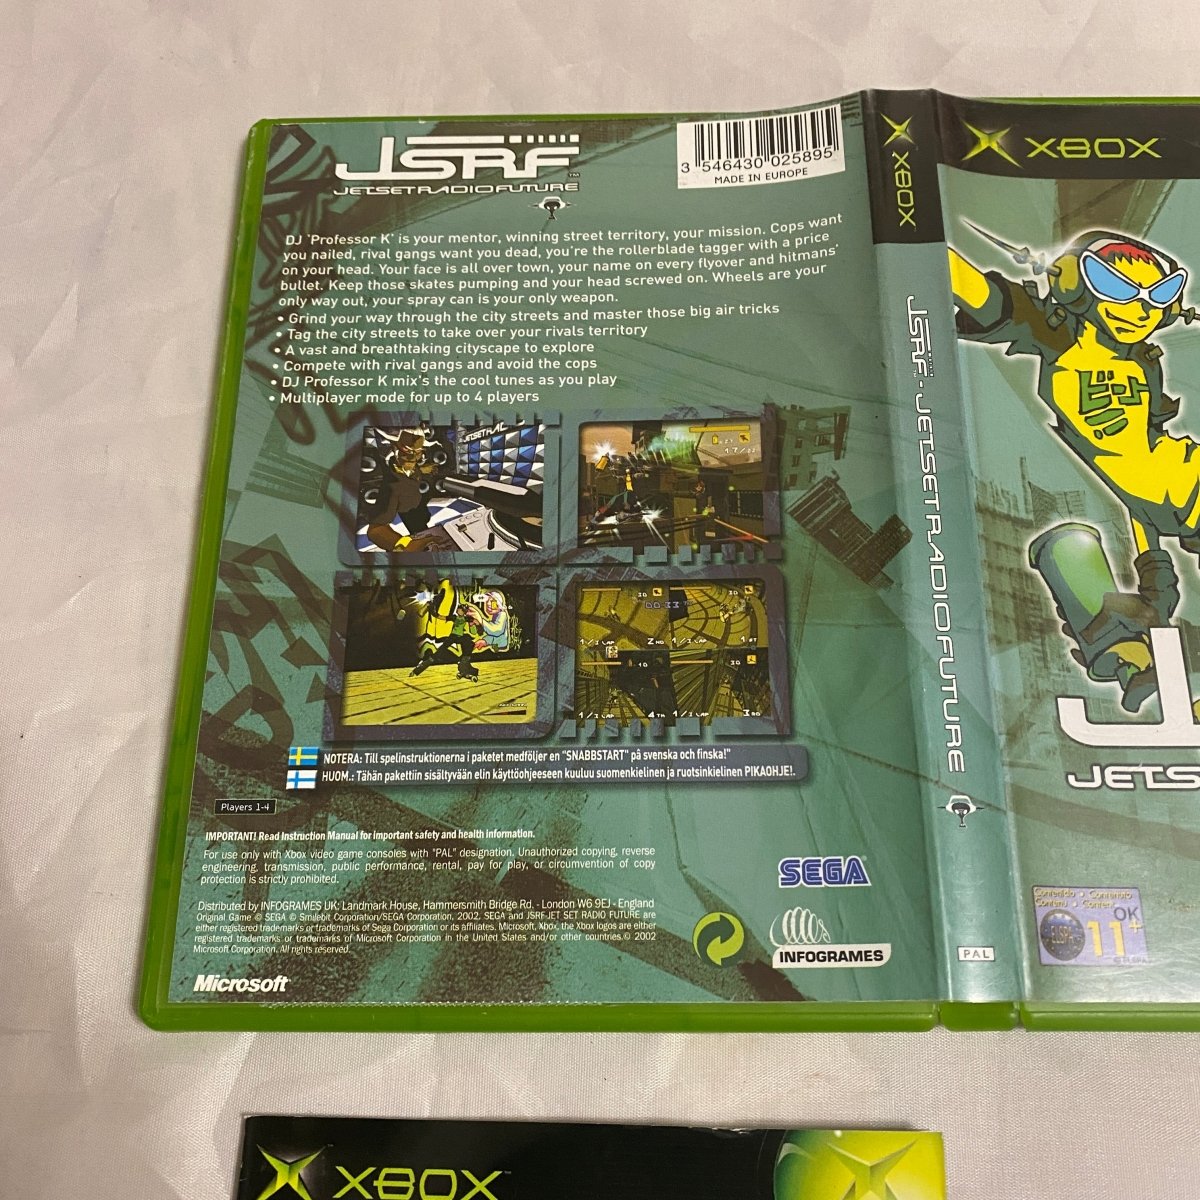 JSRF™
JETSETRADIOFUTURE
3 546430 025895
MADE IN EUROPE
DJ 'Professor K' is your mentor, winning street territory, your mission. Cops want
you nailed, rival gangs want you dead, you're the rollerblade tagger with a price
on your head. Your face is all over town, your name on every flyover and hitmans'
bullet. Keep those skates pumping and your head screwed on. Wheels are your
only way out, your spray can is your only weapon.
• Grind your way through the city streets and master those big air tricks
• Tag the city streets to take over your rivals territory
• A vast and breathtaking cityscape to explore
• Compete with rival gangs and avoid the cops
• DJ Professor K mix's the cool tunes as you play
• Multiplayer mode for up to 4 players
NOTERA: Till spelinstruktionerna i paketet medföljer en "SNABBSTART" på svenska och finska!"
HUOM.: Tähän pakettiin sisältyvään elin käyttöohjeeseen kuuluu suomenkielinen ja ruotsinkielinen PIKAOHJE!.
Players 1-4
IMPORTANT! Read Instruction Manual for important safety and health information.
For use only with Xbox video game consoles with "PAL" designation. Unauthorized copying, reverse
engineering, transmission, public performance, rental, pay for play, or circumvention of copy
protection is strictly prohibited.
Distributed by INFOGRAMES UK: Landmark House, Hammersmith Bridge Rd. - London W6 9EJ - England
Original Game © SEGA © Smilebit Corporation/SEGA Corporation, 2002. SEGA and JSRF JET SET RADIO FUTURE are
either registered trademarks or trademarks of Sega Corporation or its affiliates. Microsoft, Xbox, the Xbox logos are either
registered trademarks or trademarks of Microsoft Corporation in the United States and/or other countries.© 2002
Microsoft Corporation. All rights reserved.
Microsoft
SEGA
INFOGRAMES
XBOX
JSRF - JETSETRADIOFUTURE
PAL
XBOX
ビート
JETS
Contenido • Contenuto
OK
ELSPA
11+
XBOX™